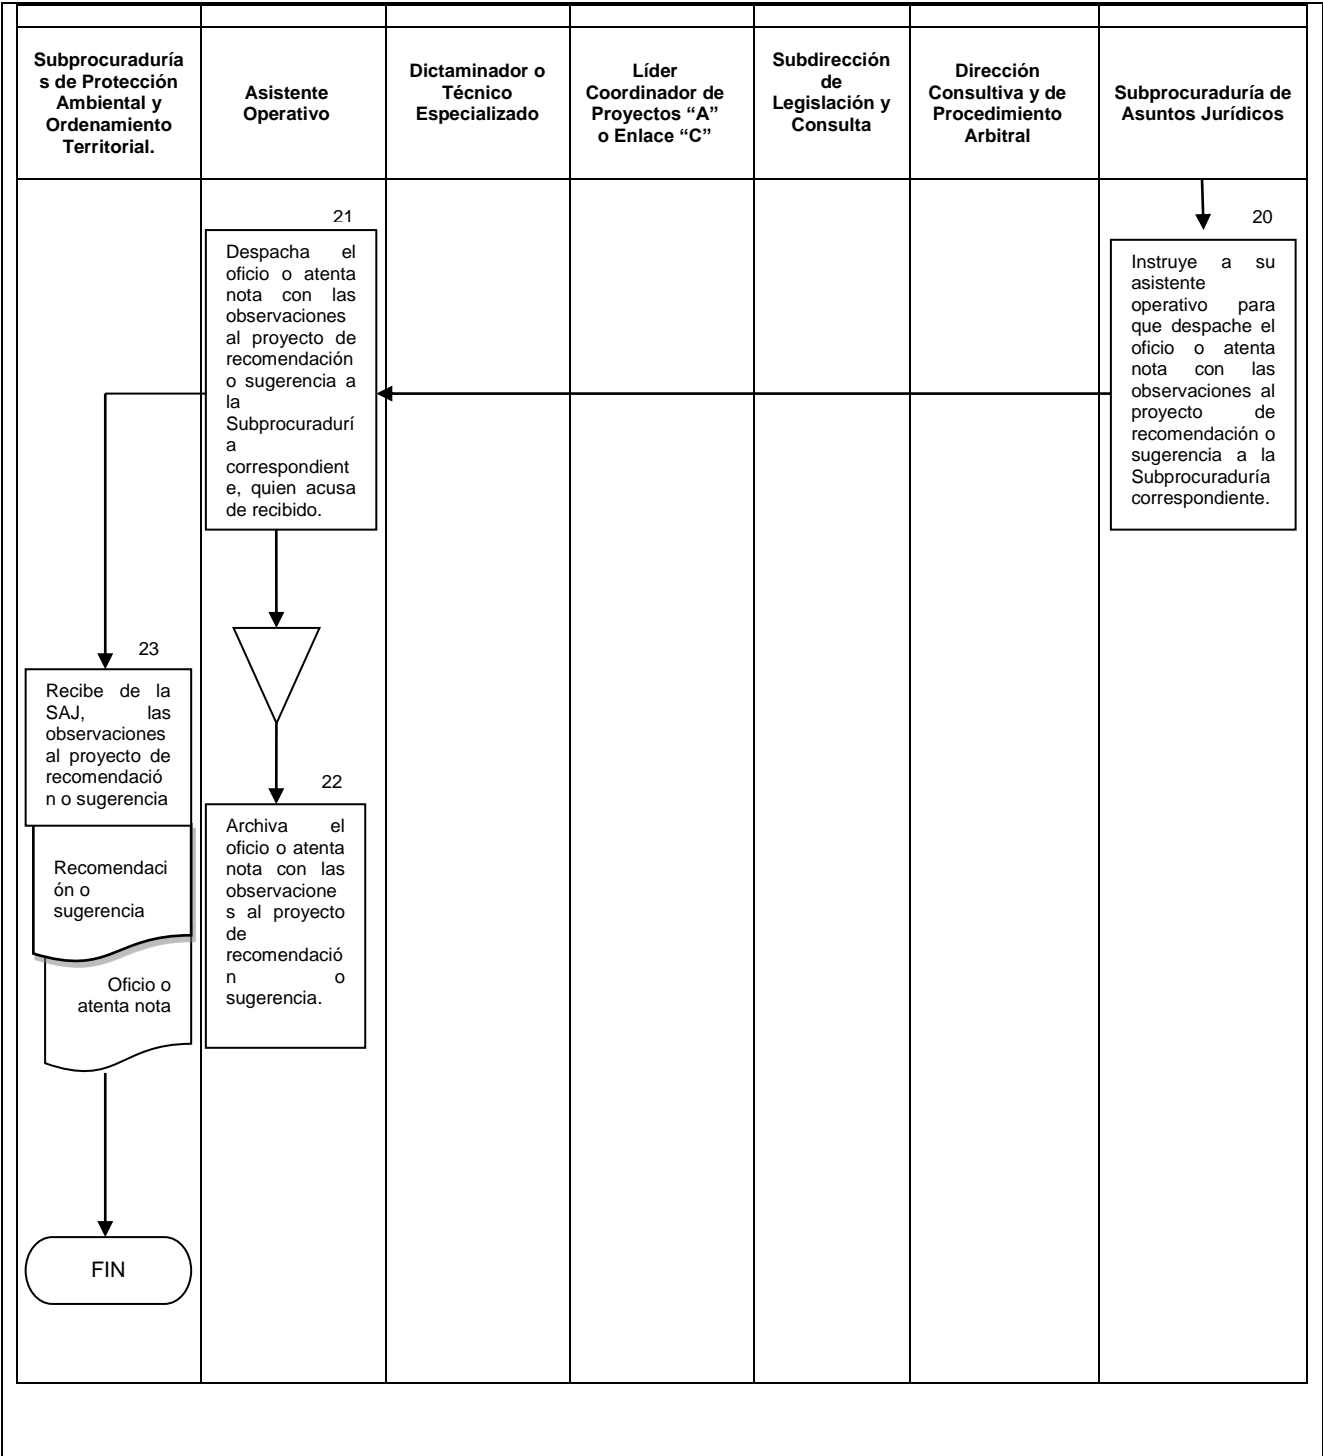 Subprocuraduría
s de Protección
Ambiental y
Ordenamiento
Territorial.
Asistente
Operativo
Dictaminador o
Técnico
Especializado
Líder
Coordinador de
Proyectos “A”
o Enlace “C”
Subdirección
de
Legislación y
Consulta
Dirección
Consultiva y de
Procedimiento
Arbitral
Subprocuraduría de
Asuntos Jurídicos
20
Instruye a su
asistente
operativo para
que despache el
oficio o atenta
nota con las
observaciones al
proyecto de
recomendación o
sugerencia a la
Subprocuraduría
correspondiente.
21
Despacha el
oficio o atenta
nota con las
observaciones
al proyecto de
recomendación
o sugerencia a
la
Subprocuradurí
a
correspondient
e, quien acusa
de recibido.
22
Archiva el
oficio o atenta
nota con las
observacione
s al proyecto
de
recomendació
n o
sugerencia.
23
Recibe de la
SAJ, las
observaciones
al proyecto de
recomendació
n o sugerencia
Recomendaci
ón o
sugerencia
Oficio o
atenta nota
FIN